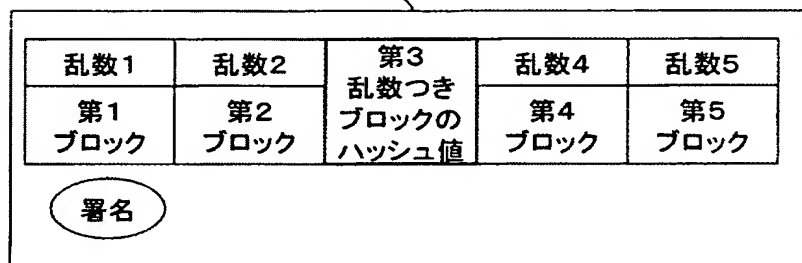 乱数1
乱数2
第3
乱数つき
ブロックの
ハッシュ値
乱数4
乱数5
第1
ブロック
第2
ブロック
第4
ブロック
第5
ブロック
署名